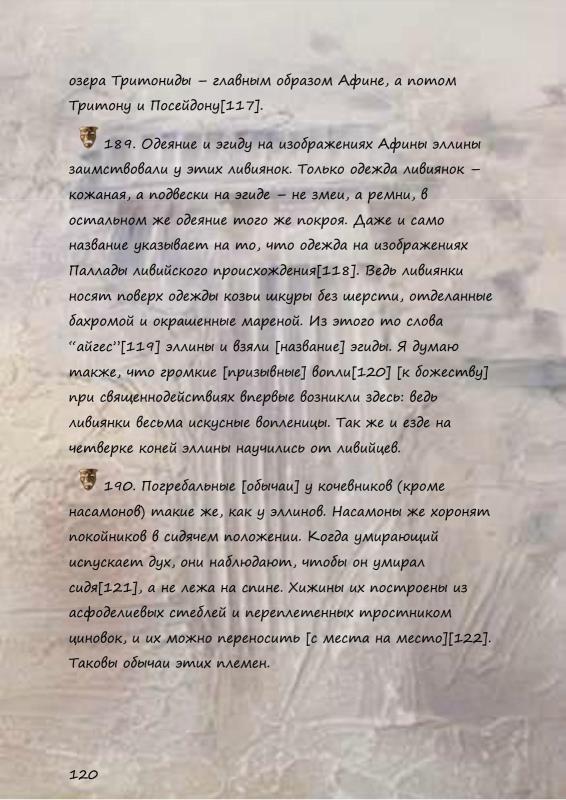 озера Тритониды – главным образом Афине, а потом
Тритону и Посейдону[117].
189. Одеяние и эгиду на изображениях Афины эллины
заимствовали у этих ливиянок. Только одежда ливиянок –
кожаная, а подвески на эгиде – не змеи, а ремни, в
остальном же одеяние того же покроя. Даже и само
название указывает на то, что одежда на изображениях
Паллады ливийского происхождения[118]. Ведь ливиянки
носят поверх одежды козьи шкуры без шерсти, отделанные
бахромой и окрашенные мареной. Из этого то слова
“айгес”[119] эллины и взяли [название] эгиды. Я думаю
также, что громкие [призывные] вопли[120] [к божеству]
при священнодействиях впервые возникли здесь: ведь
ливиянки весьма искусные вопленицы. Так же и езде на
четверке коней эллины научились от ливийцев.
190. Погребальные [обычаи] у кочевников (кроме
насамонов) такие же, как у эллинов. Насамоны же хоронят
покойников в сидячем положении. Когда умирающий
испускает дух, они наблюдают, чтобы он умирал
сидя[121], а не лежа на спине. Хижины их построены из
асфоделиевых стеблей и переплетенных тростником
циновок, и их можно переносить [с места на место][122].
Таковы обычаи этих племен.
120